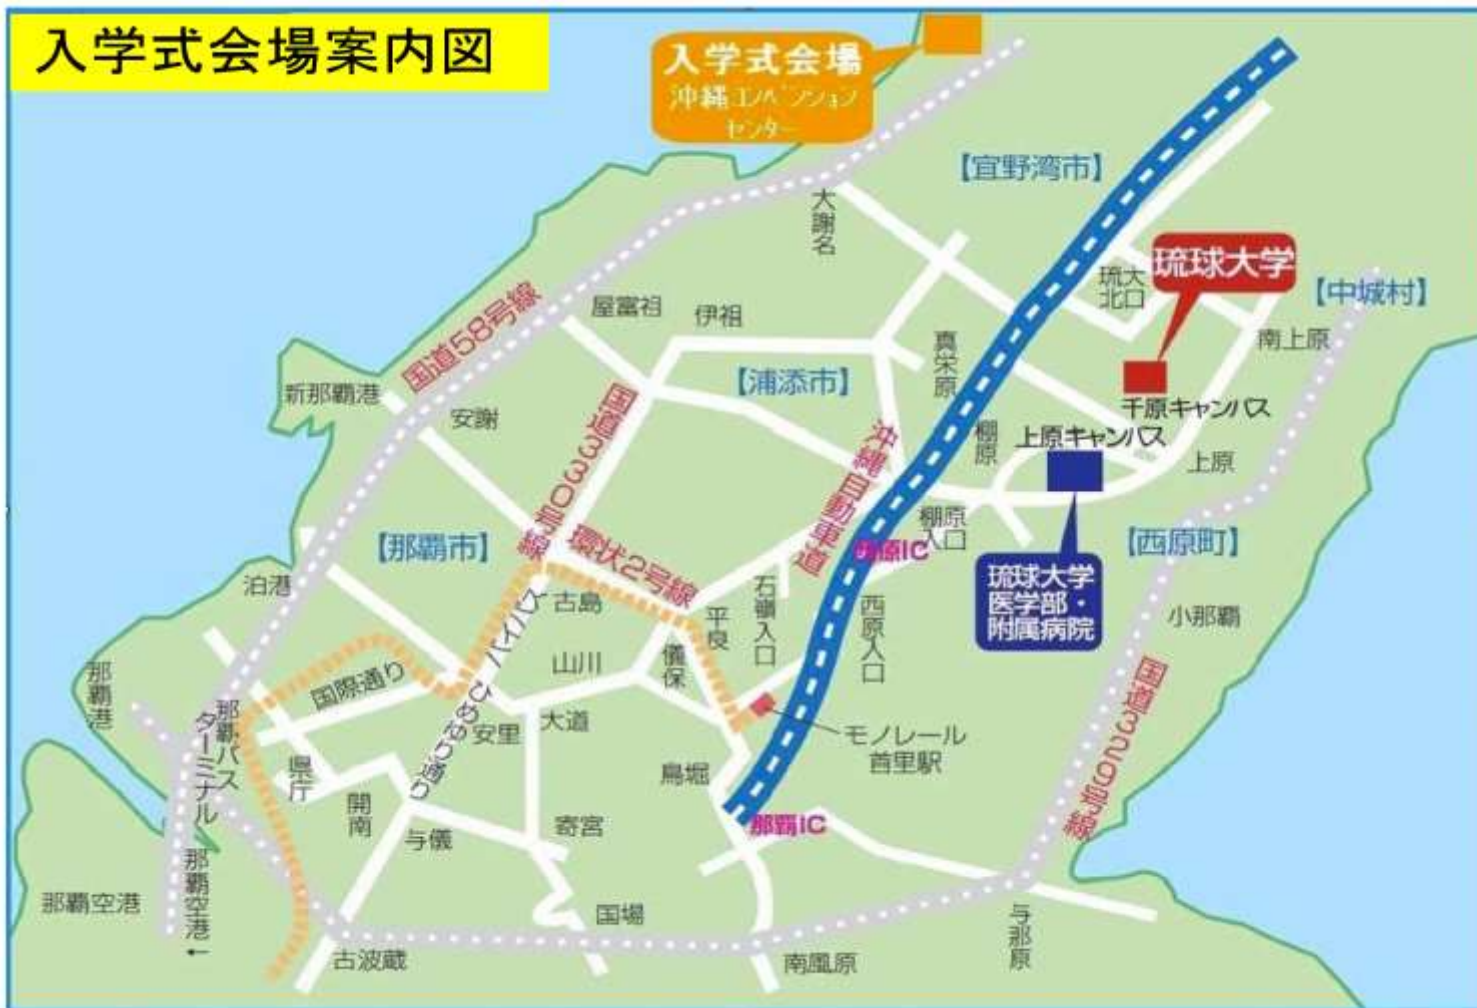 入学式会場案内図
入学式会場
沖縄コンベンション
センター
【宜野湾市】
大謝名
琉大
北口
琉球大学
【中城村】
国道58号線
屋富祖
伊祖
真栄原
南上原
新那覇港
安謝
国道330号線
【浦添市】
千原キャンパス
上原キャンパス
沖縄自動車道
棚原
上原
【那覇市】
環状2号線
西原IC
棚原
入口
【西原町】
泊港
古島
バイパス
平良
石嶺入口
西原入口
琉球大学
医学部・
附属病院
小那覇
那覇港
国際通り
山川
儀保
国道329号線
那覇バス
ターミナル
ひめゆり通り
安里
大道
モノレール
首里駅
県庁
開南
鳥堀
与儀
寄宮
那覇IC
那覇空港
那覇空港↓
国場
与那原
古波蔵
南風原